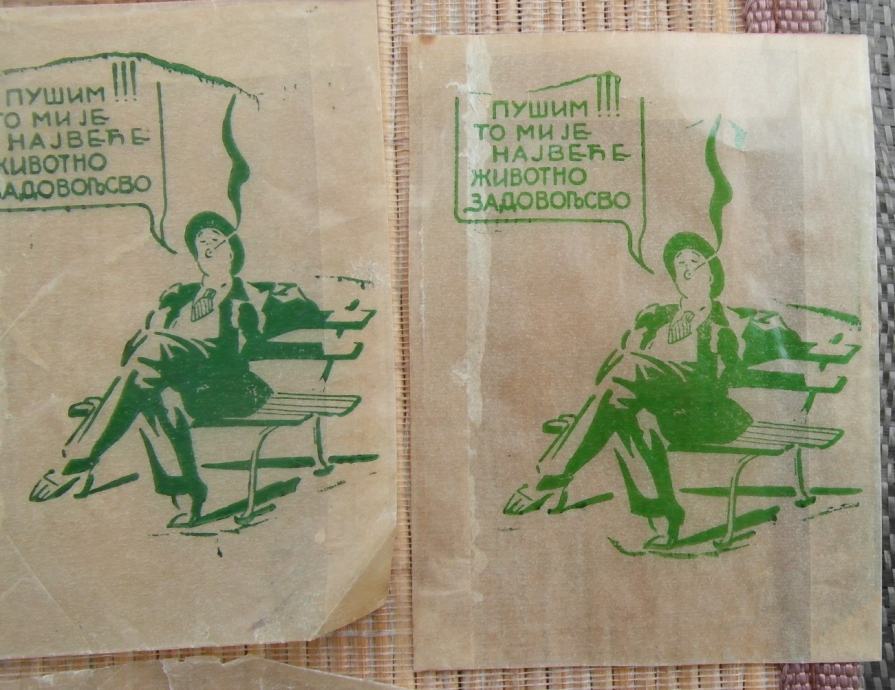 ПУШИМ!!!
ТО МИ ЈЕ
НАЈВЕЋЕ
ЖИВОТНО
ЗАДОВОЉСВО
ПУШИМ!!!
ТО МИ ЈЕ
НАЈВЕЋЕ
ЖИВОТНО
ЗАДОВОЉСВО